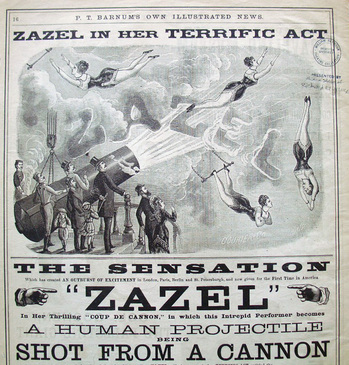 16 P. T. BARNUM'S OWN ILLUSTRATED NEWS.
ZAZEL IN HER TERRIFIC ACT
PRESENTED BY
ZAZEL
THE SENSATION
Which has created AN OUTBURST OF EXCITEMENT in London, Paris, Berlin and St. Petersburgh, and now given for the First Time in America
"ZAZEL"
In Her Thrilling "COUP DE CANNON," in which this Intrepid Performer becomes
A HUMAN PROJECTILE
BEING
SHOT FROM A CANNON